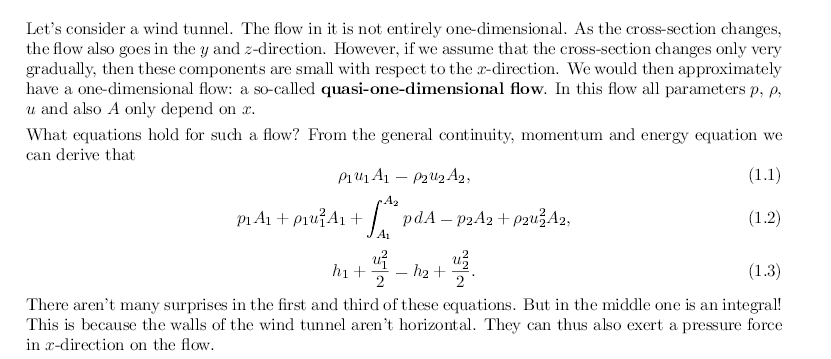 Let's consider a wind tunnel. The flow in it is not entirely one-dimensional. As the cross-section changes,
the flow also goes in the y and z-direction. However, if we assume that the cross-section changes only very
gradually, then these components are small with respect to the x-direction. We would then approximately
have a one-dimensional flow: a so-called quasi-one-dimensional flow. In this flow all parameters p, ρ,
u and also A only depend on x.
What equations hold for such a flow? From the general continuity, momentum and energy equation we
can derive that
ρ₁u₁A₁ − ρ₂u₂A₂, (1.1)
p₁A₁ + ρ₁u₁²A₁ + ∫_{A₁}^{A₂} p dA − p₂A₂ + ρ₂u₂²A₂, (1.2)
h₁ + u₁²/2 − h₂ + u₂²/2. (1.3)
There aren't many surprises in the first and third of these equations. But in the middle one is an integral!
This is because the walls of the wind tunnel aren't horizontal. They can thus also exert a pressure force
in x-direction on the flow.